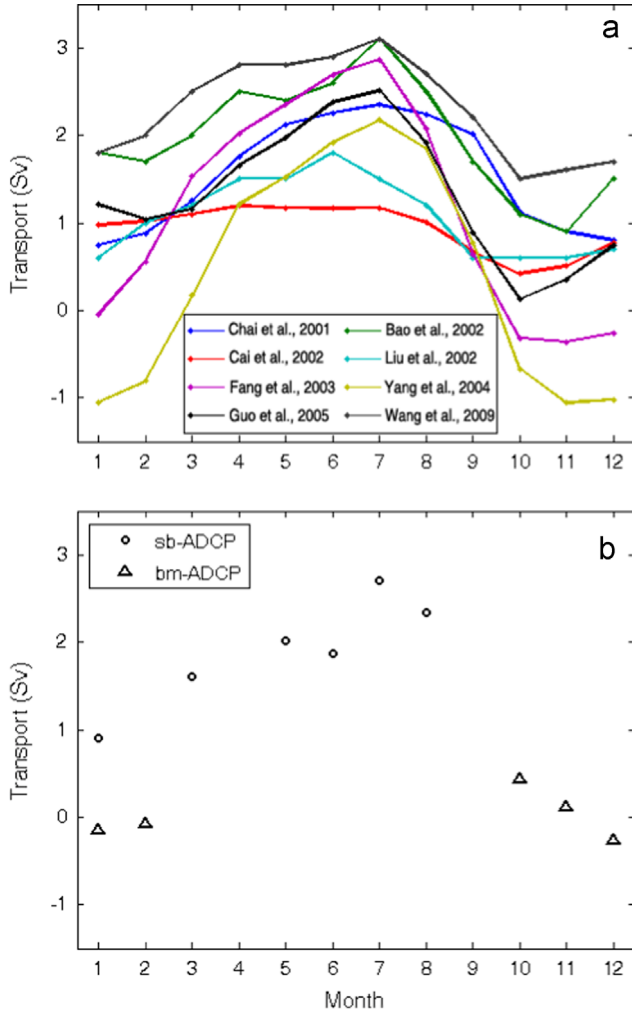 a
3
2
1
0
-1
Transport (Sv)
Chai et al., 2001
Bao et al., 2002
Cai et al., 2002
Liu et al., 2002
Fang et al., 2003
Yang et al., 2004
Guo et al., 2005
Wang et al., 2009
1 2 3 4 5 6 7 8 9 10 11 12
b
sb-ADCP
bm-ADCP
3
2
1
0
-1
Transport (Sv)
1 2 3 4 5 6 7 8 9 10 11 12
Month